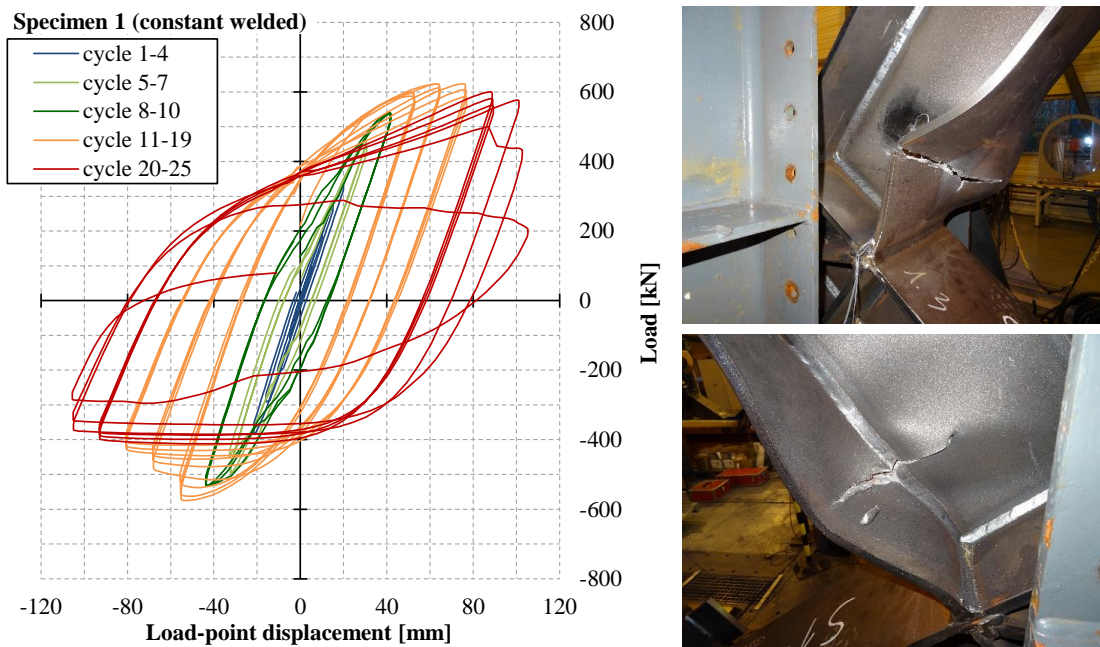 Specimen 1 (constant welded)
cycle 1-4
cycle 5-7
cycle 8-10
cycle 11-19
cycle 20-25
800
600
400
200
0
-200
-400
-600
-800
Load [kN]
-120
-80
-40
0
40
80
120
Load-point displacement [mm]